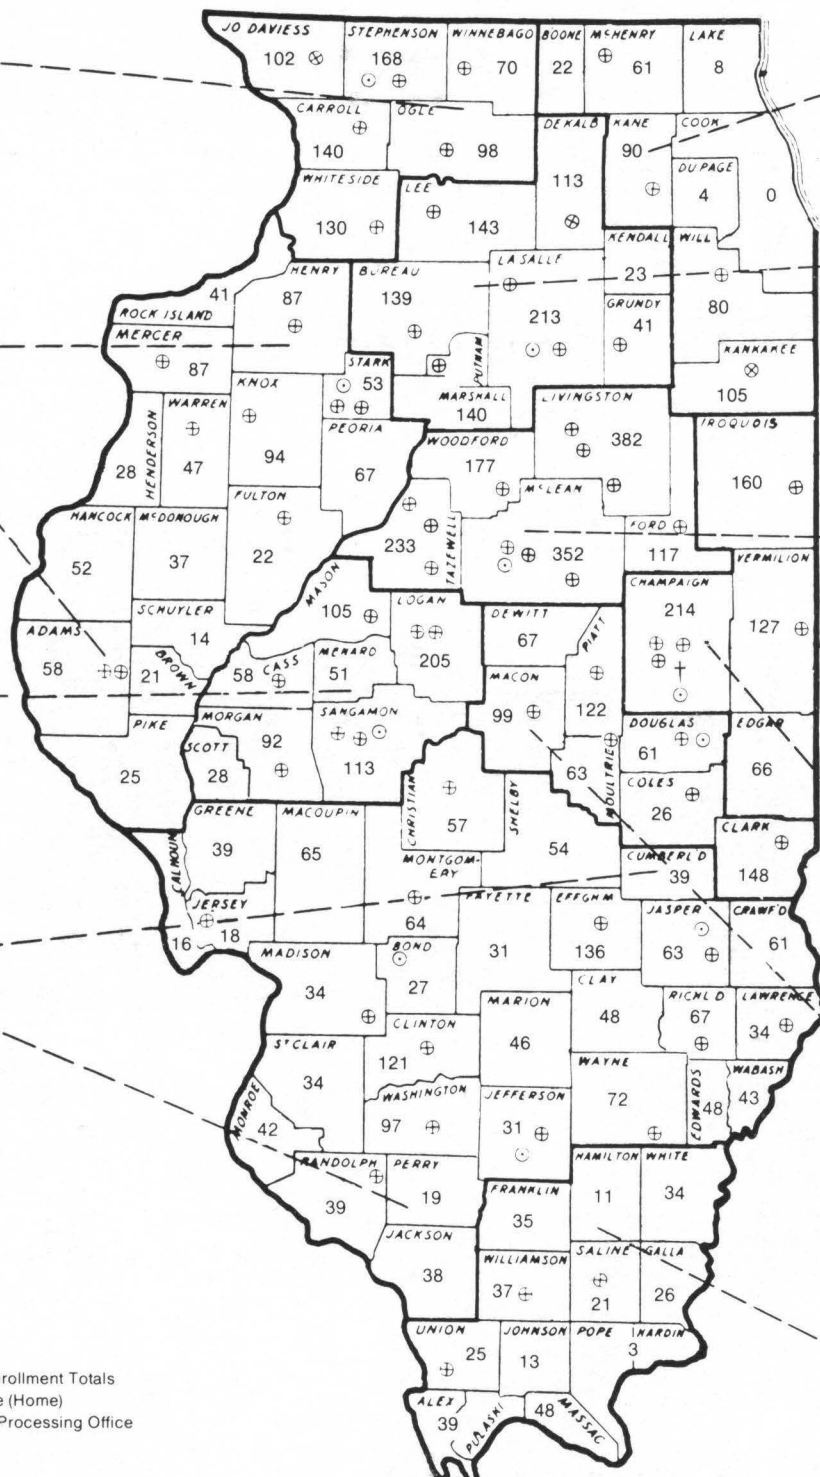 JO DAVIESS STEPHENSON WINNEBAGO BOONE McHENRY LAKE
102 168 70 22 61 8
CARROLL OGLE DEKALB KANE COOK
140 98 113 90 0
DU PAGE
4
WHITESIDE LEE
130 143
KENDALL WILL
23 80
HENRY BUREAU LA SALLE
87 139 213
41
ROCK ISLAND
GRUNDY
41
MERCER
87
KANKAKEE
105
STARK
53
PUTNAM
KNOX
94
MARSHALL
140
LIVINGSTON
382
WARREN
47
HENDERSON
28
PEORIA
67
IROQUOIS
160
WOODFORD
177
FULTON
22
McLEAN
352
HANCOCK McDONOUGH
52 37
TAZEWELL
233
FORD
117
VERMILION
127
MASON
105
LOGAN
205
CHAMPAIGN
214
SCHUYLER
14
DEWITT
67
PIATT
122
ADAMS
58
BROWN
21
CASS
58
MENARD
51
MACON
99
PIKE
25
MORGAN
92
SANGAMON
113
DOUGLAS
61
EDGAR
66
SCOTT
28
MOULTRIE
63
COLES
26
CHRISTIAN
57
SHELBY
54
GREENE
39
MACOUPIN
65
CLARK
148
CUMBERL'D
39
CALHOUN
16
MONTGOM-
ERY
64
JERSEY
18
FAYETTE
31
EFFGHM
136
JASPER
63
CRAWF'D
61
MADISON
34
BOND
27
CLAY
48
RICHL'D
67
LAWRENCE
34
MARION
46
CLINTON
121
ST CLAIR
34
WAYNE
72
EDWARDS
48
WABASH
43
WASHINGTON
97
JEFFERSON
31
MONROE
42
RANDOLPH
39
PERRY
19
HAMILTON
11
WHITE
34
FRANKLIN
35
JACKSON
38
WILLIAMSON
37
SALINE
21
GALLA
26
UNION
25
JOHNSON
13
POPE HARDIN
3
ALEX
39
PULASKI
48
MASSAC
rollment Totals
e (Home)
Processing Office